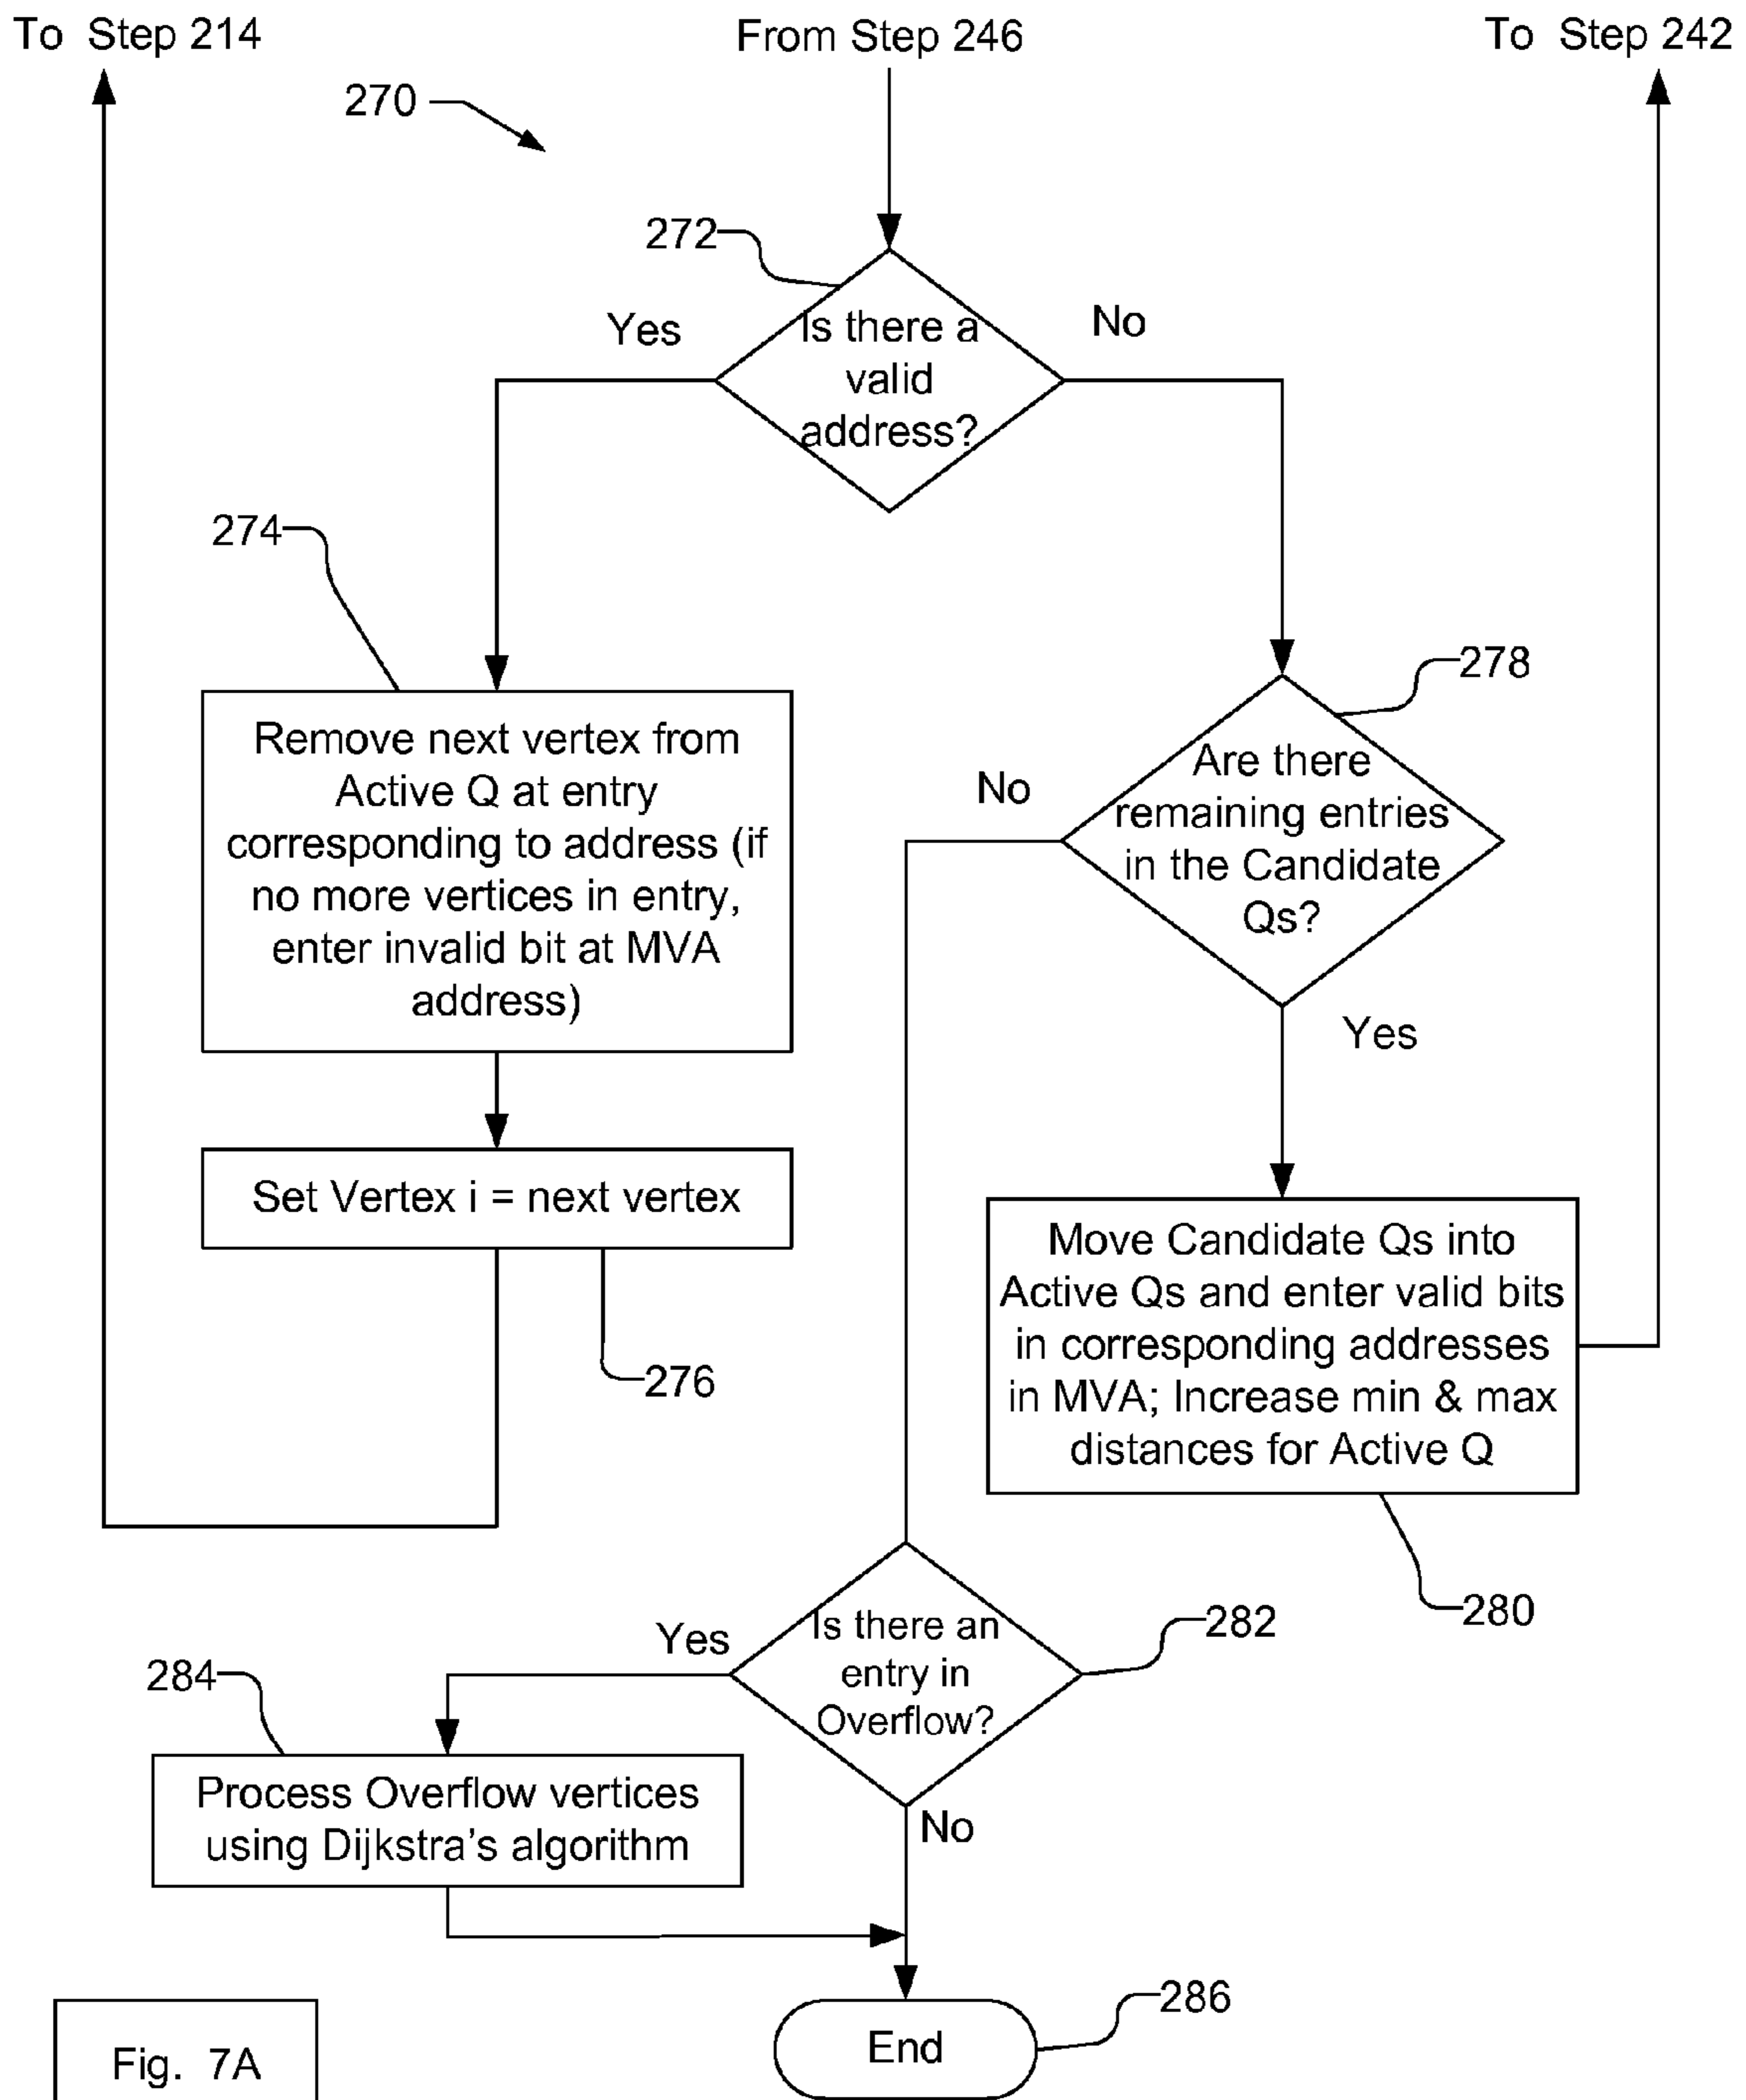 To Step 214
From Step 246
To Step 242
270
272
Yes
Is there a
valid
address?
No
274
278
Remove next vertex from
Active Q at entry
corresponding to address (if
no more vertices in entry,
enter invalid bit at MVA
address)
No
Are there
remaining entries
in the Candidate
Qs?
Yes
Set Vertex i = next vertex
276
Move Candidate Qs into
Active Qs and enter valid bits
in corresponding addresses
in MVA; Increase min & max
distances for Active Q
280
Yes
Is there an
entry in
Overflow?
282
284
Process Overflow vertices
using Dijkstra's algorithm
No
286
End
Fig. 7A